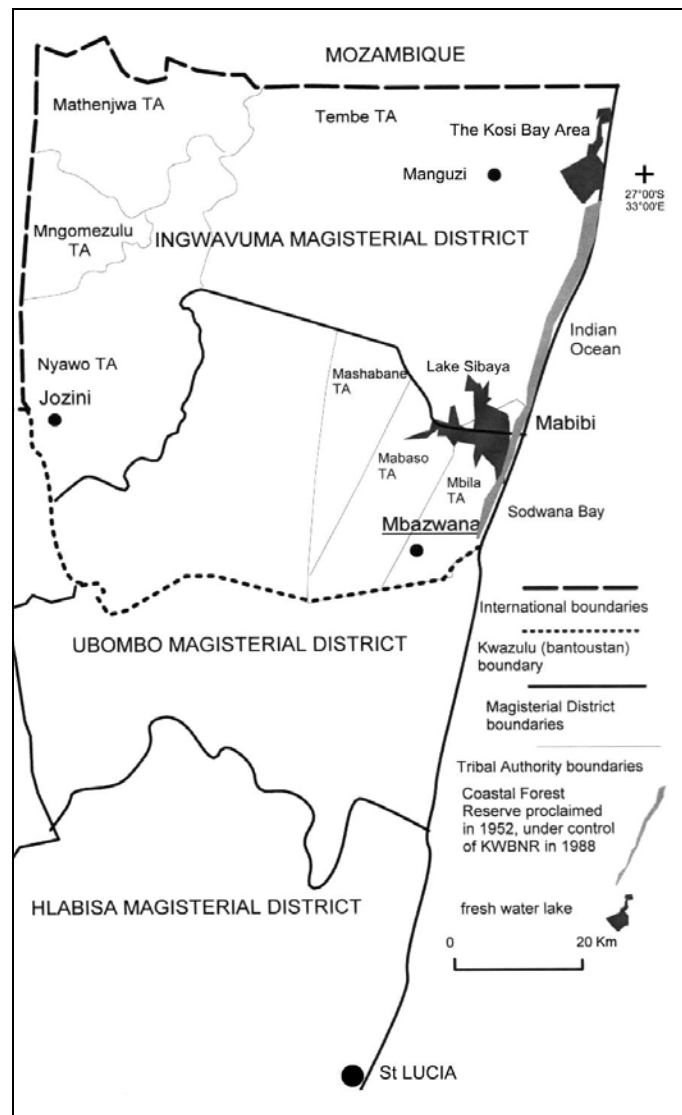 MOZAMBIQUE
Mathenjwa TA
Tembe TA
The Kosi Bay Area
Manguzi
27°00'S
33°00'E
Mngomezulu
TA
INGWAVUMA MAGISTERIAL DISTRICT
Indian
Ocean
Nyawo TA
Jozini
Mashabane
TA
Lake Sibaya
Mabibi
Mabaso
TA
Mbila
TA
Mbazwana
Sodwana Bay
International boundaries
Kwazulu (bantoustan)
boundary
UBOMBO MAGISTERIAL DISTRICT
Magisterial District
boundaries
Tribal Authority boundaries
Coastal Forest
Reserve proclaimed
in 1952, under control
of KWBNR in 1988
HLABISA MAGISTERIAL DISTRICT
fresh water lake
0 20 Km
St LUCIA